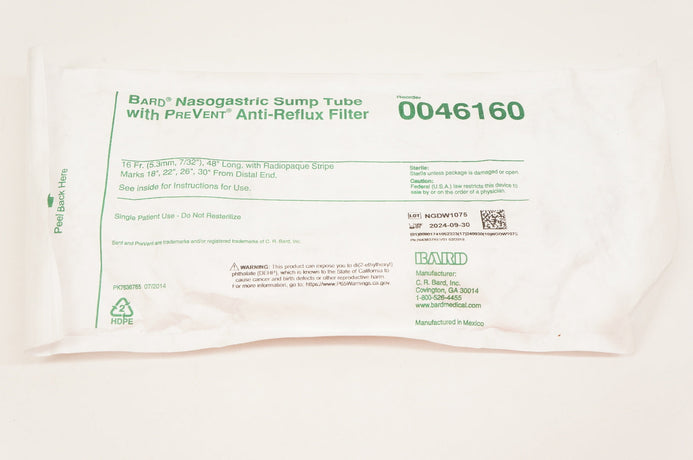 Peel Back Here
BARD® Nasogastric Sump Tube
with PREVENT® Anti-Reflux Filter
Reorder
0046160
16 Fr. (5.3mm, 7/32"), 48" Long, with Radiopaque Stripe
Marks 18", 22", 26", 30" From Distal End.
See inside for Instructions for Use.
Sterile:
Sterile unless package is damaged or open.
Caution:
Federal (U.S.A.) law restricts this device to
sale by or on the order of a physician.
Single Patient Use - Do Not Resterilize
LOT NGDW1075
2024-09-30
Bard and PreVent are trademarks and/or registered trademarks of C. R. Bard, Inc.
WARNING: This product can expose you to di(2-ethylhexyl)
phthalate (DEHP), which is known to the State of California to
cause cancer and birth defects or other reproductive harm.
For more information, go to: https://www.P65Warnings.ca.gov.
BARD
Manufacturer:
C. R. Bard, Inc.
Covington, GA 30014
1-800-526-4455
www.bardmedical.com
Manufactured in Mexico
PK7636765 07/2014
2
HDPE